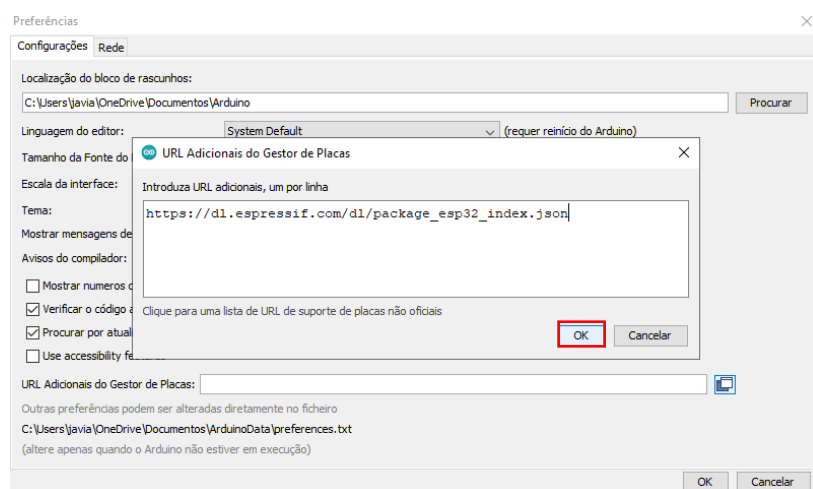 Preferências
Configurações Rede
Localização do bloco de rascunhos:
C:\Users\javia\OneDrive\Documentos\Arduino Procurar
Linguagem do editor: System Default (requer reinício do Arduino)
Tamanho da Fonte do
URL Adicionais do Gestor de Placas
Escala da interface:
Introduza URL adicionais, um por linha
Tema:
https://dl.espressif.com/dl/package_esp32_index.json
Mostrar mensagens de
Avisos do compilador:
Mostrar numeros
Verificar o código a
Clique para uma lista de URL de suporte de placas não oficiais
Procurar por atuali
OK Cancelar
Use accessibility features
URL Adicionais do Gestor de Placas:
Outras preferências podem ser alteradas diretamente no ficheiro
C:\Users\javia\OneDrive\Documentos\ArduinoData\preferences.txt
(altere apenas quando o Arduino não estiver em execução)
OK Cancelar